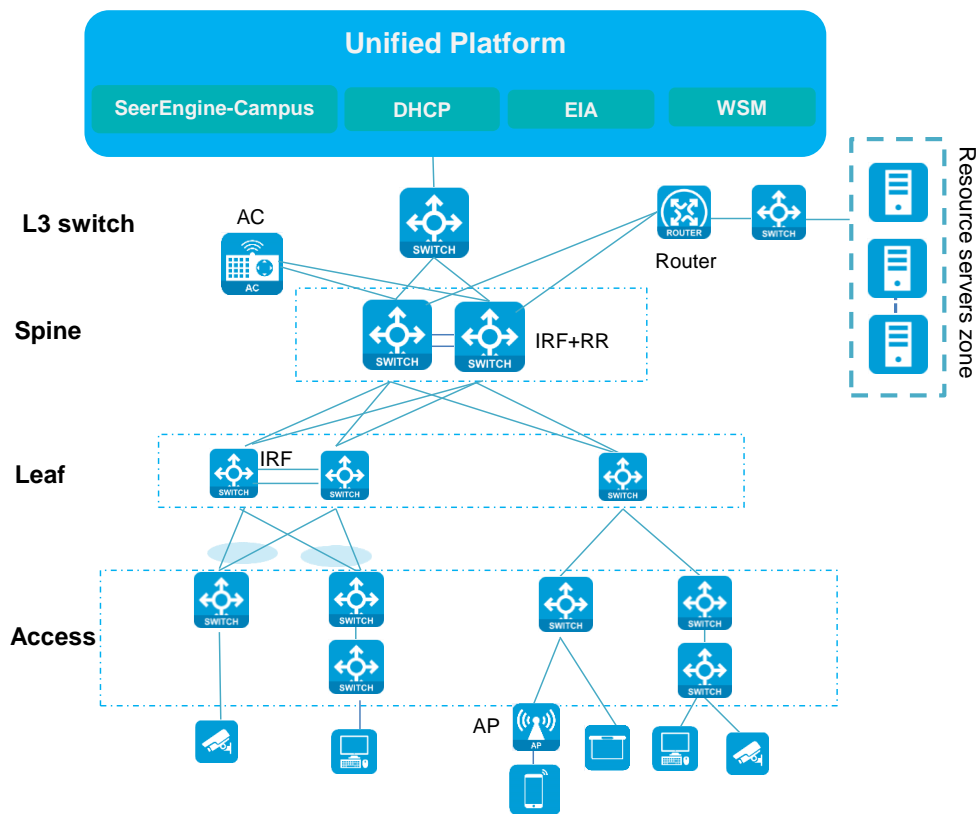 Unified Platform
SeerEngine-Campus
DHCP
EIA
WSM
L3 switch
AC
AC
SWITCH
ROUTER
Router
SWITCH
Resource servers zone
Spine
SWITCH
SWITCH
IRF+RR
Leaf
SWITCH
IRF
SWITCH
SWITCH
Access
SWITCH
SWITCH
SWITCH
SWITCH
SWITCH
SWITCH
AP
AP